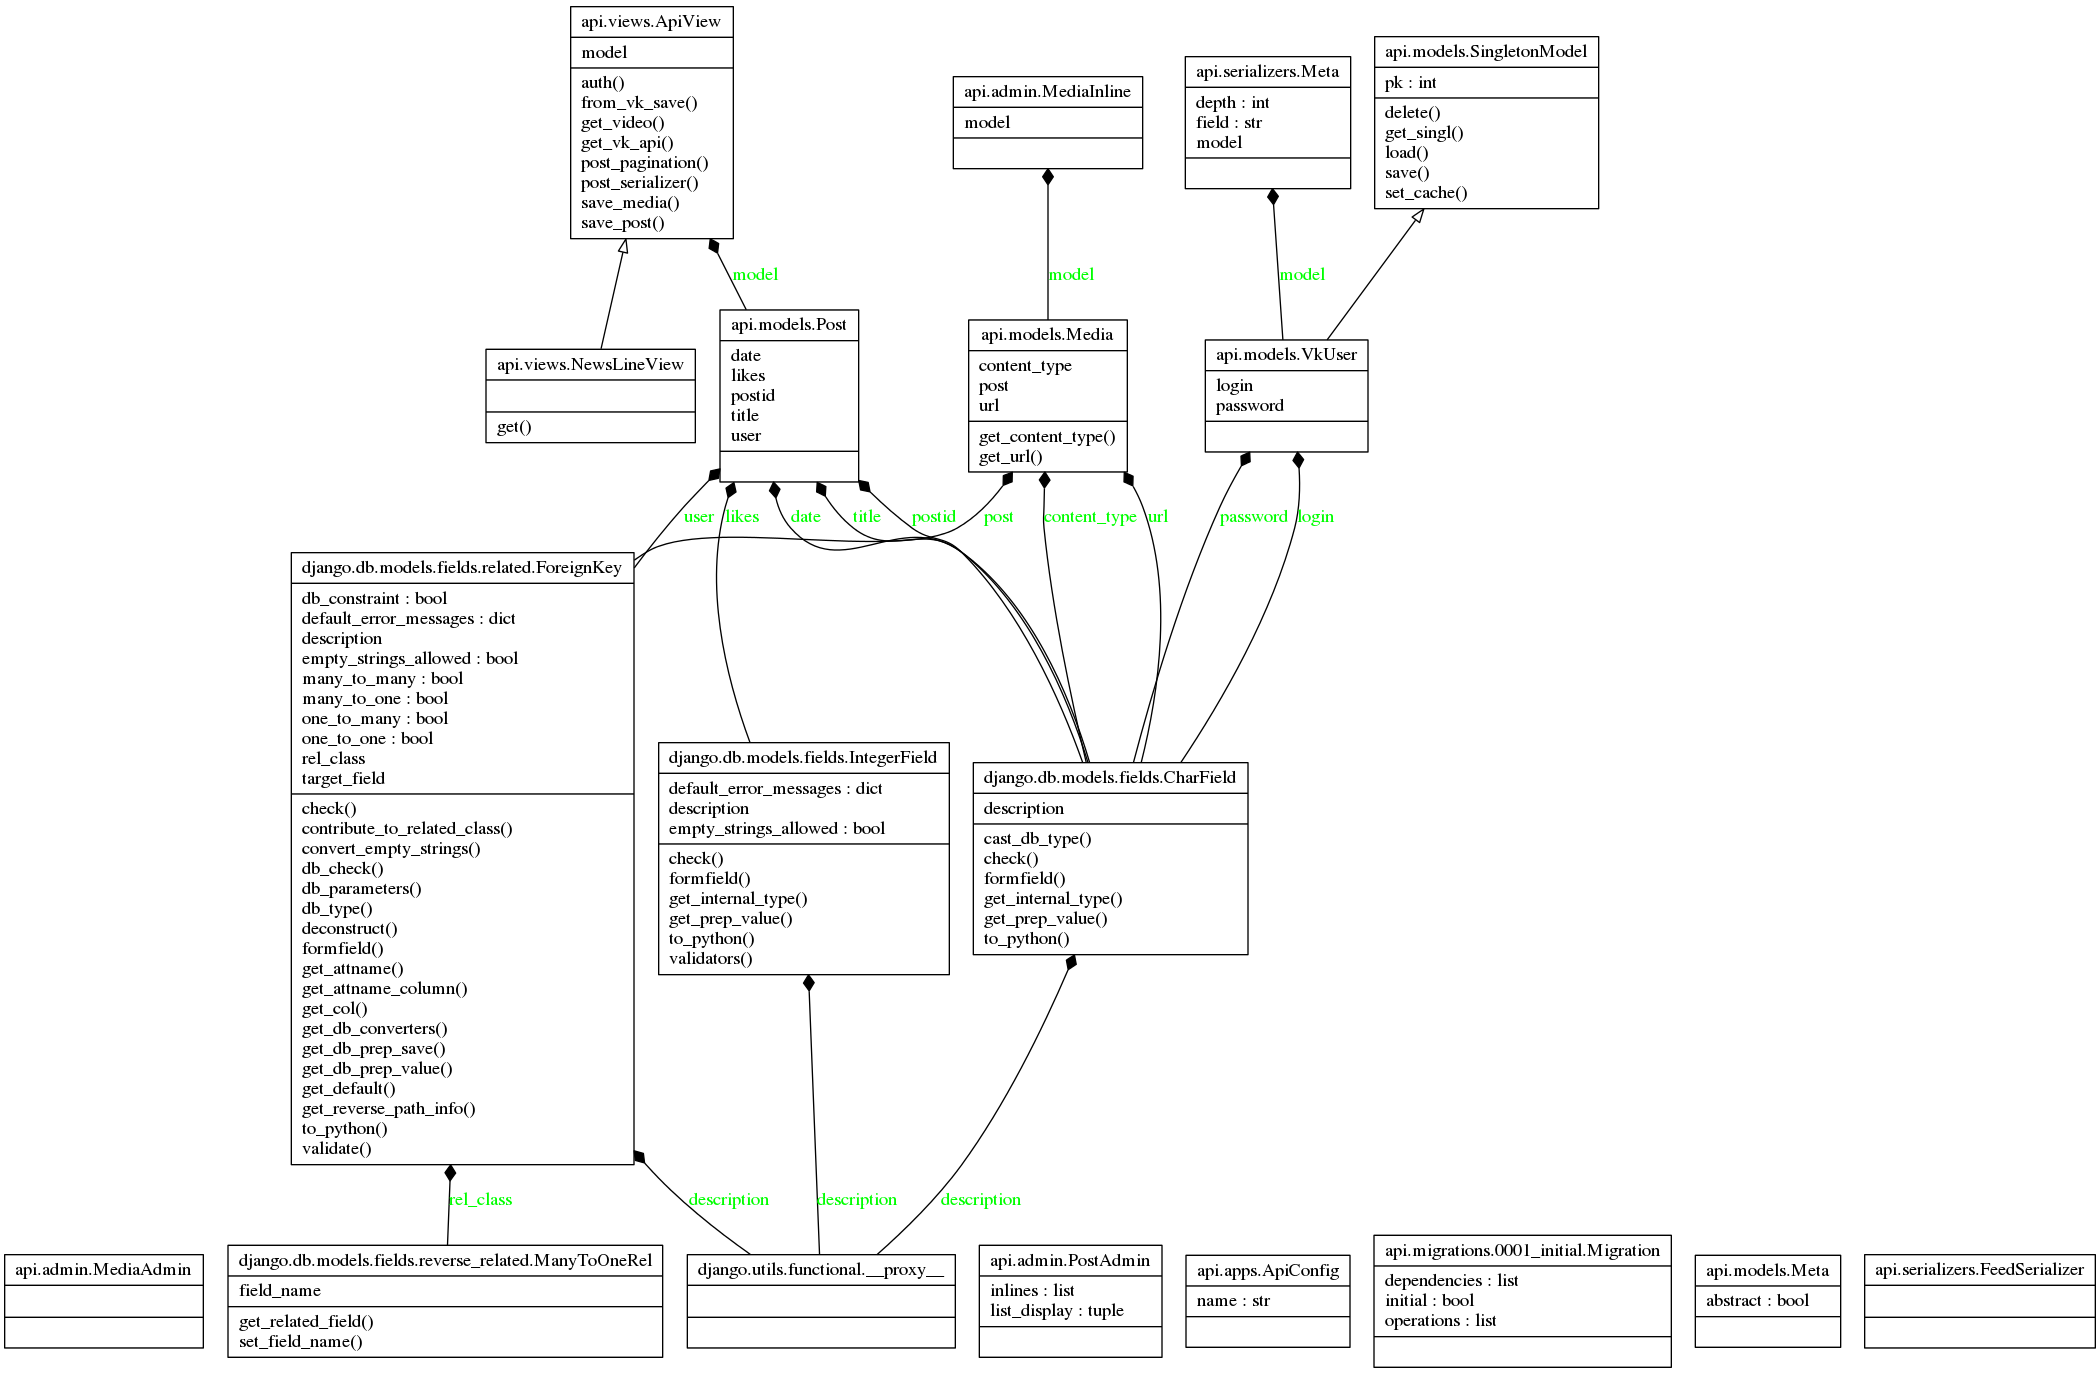 api.views.ApiView
model
auth()
from_vk_save()
get_video()
get_vk_api()
post_pagination()
post_serializer()
save_media()
save_post()
api.admin.MediaInline
model
api.serializers.Meta
depth : int
field : str
model
api.models.SingletonModel
pk : int
delete()
get_singl()
load()
save()
set_cache()
model
model
model
api.views.NewsLineView
get()
api.models.Post
date
likes
postid
title
user
api.models.Media
content_type
post
url
get_content_type()
get_url()
api.models.VkUser
login
password
user
likes
date
title
postid
post
content_type
url
password
login
django.db.models.fields.related.ForeignKey
db_constraint : bool
default_error_messages : dict
description
empty_strings_allowed : bool
many_to_many : bool
many_to_one : bool
one_to_many : bool
one_to_one : bool
rel_class
target_field
check()
contribute_to_related_class()
convert_empty_strings()
db_check()
db_parameters()
db_type()
deconstruct()
formfield()
get_attname()
get_attname_column()
get_col()
get_db_converters()
get_db_prep_save()
get_db_prep_value()
get_default()
get_reverse_path_info()
to_python()
validate()
django.db.models.fields.IntegerField
default_error_messages : dict
description
empty_strings_allowed : bool
check()
formfield()
get_internal_type()
get_prep_value()
to_python()
validators()
django.db.models.fields.CharField
description
cast_db_type()
check()
formfield()
get_internal_type()
get_prep_value()
to_python()
rel_class
description
description
description
api.admin.MediaAdmin
django.db.models.fields.reverse_related.ManyToOneRel
field_name
get_related_field()
set_field_name()
django.utils.functional.__proxy__
api.admin.PostAdmin
inlines : list
list_display : tuple
api.apps.ApiConfig
name : str
api.migrations.0001_initial.Migration
dependencies : list
initial : bool
operations : list
api.models.Meta
abstract : bool
api.serializers.FeedSerializer